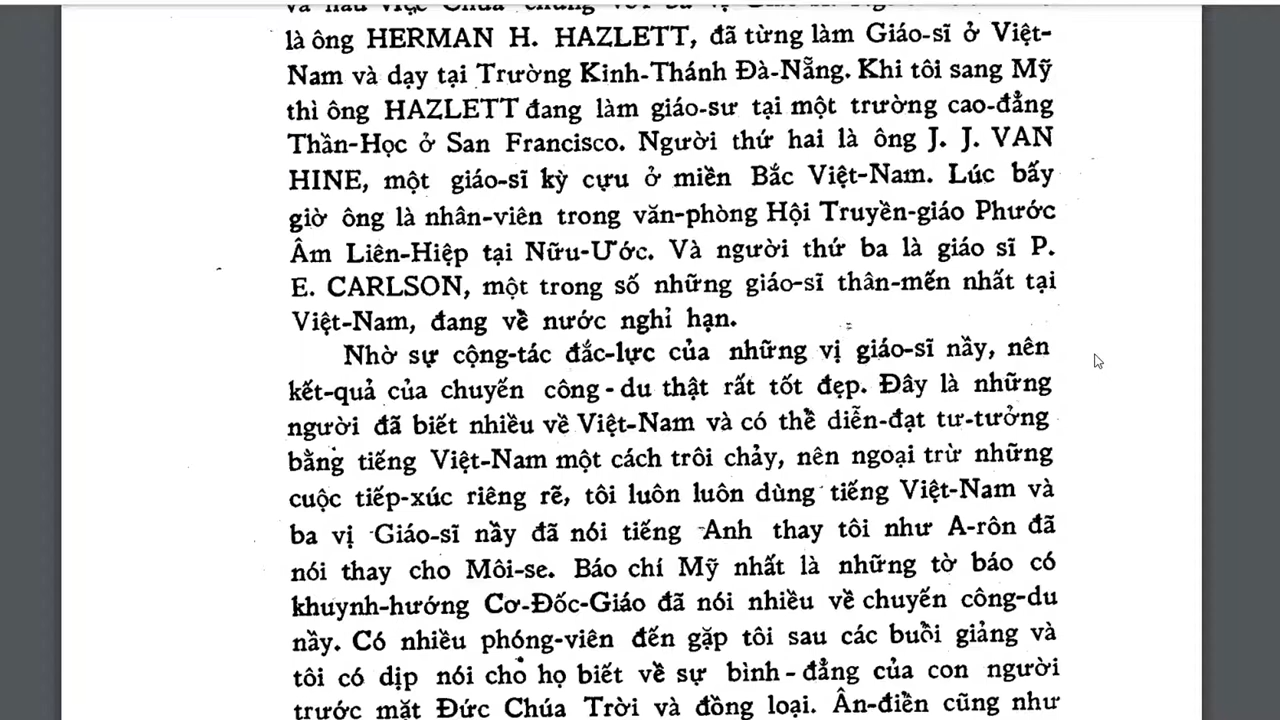 là ông HERMAN H. HAZLETT, đã từng làm Giáo-sĩ ở Việt-
Nam và dạy tại Trường Kinh-Thánh Đà-Nẵng. Khi tôi sang Mỹ
thì ông HAZLETT đang làm giáo-sư tại một trường cao-đẳng
Thần-Học ở San Francisco. Người thứ hai là ông J. J. VAN
HINE, một giáo-sĩ kỳ cựu ở miền Bắc Việt-Nam. Lúc bấy
giờ ông là nhân-viên trong văn-phòng Hội Truyền-giáo Phước
Âm Liên-Hiệp tại Nữu-Ước. Và người thứ ba là giáo sĩ P.
E. CARLSON, một trong số những giáo-sĩ thân-mến nhất tại
Việt-Nam, đang về nước nghỉ hạn.
Nhờ sự cộng-tác đắc-lực của những vị giáo-sĩ nầy, nên
kết-quả của chuyến công-du thật rất tốt đẹp. Đây là những
người đã biết nhiều về Việt-Nam và có thể diễn-đạt tư-tưởng
bằng tiếng Việt-Nam một cách trôi chảy, nên ngoại trừ những
cuộc tiếp-xúc riêng rẽ, tôi luôn luôn dùng tiếng Việt-Nam và
ba vị Giáo-sĩ nầy đã nói tiếng Anh thay tôi như A-rôn đã
nói thay cho Môi-se. Báo chí Mỹ nhất là những tờ báo có
khuynh-hướng Cơ-Đốc-Giáo đã nói nhiều về chuyến công-du
nầy. Có nhiều phóng-viên đến gặp tôi sau các buổi giảng và
tôi có dịp nói cho họ biết về sự bình-đẳng của con người
trước mặt Đức Chúa Trời và đồng loại. Ân-điển cũng như